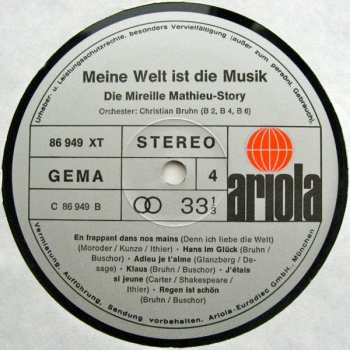 Urheber- u. Leistungsschutzrechte, besonders Vervielfältigung (außer zum persönl. Gebrauch),
Meine Welt ist die Musik
Die Mireille Mathieu-Story
Orchester: Christian Bruhn (B 2, B 4, B 6)
86 949 XT
STEREO
GEMA
4
C 86 949 B
33 1/3
ariola
En frappant dans nos mains (Denn ich liebe die Welt)
(Moroder / Kunze / Ithier) · Hans im Glück (Bruhn /
Buschor) · Adieu je t'aime (Glanzberg / De-
sage) · Klaus (Bruhn / Buschor) · J'étais
si jeune (Carter / Shakespeare /
Ithier) · Regen ist schön
(Bruhn / Buschor)
Vermietung, Aufführung, Sendung vorbehalten. Ariola-Eurodisc GmbH, München